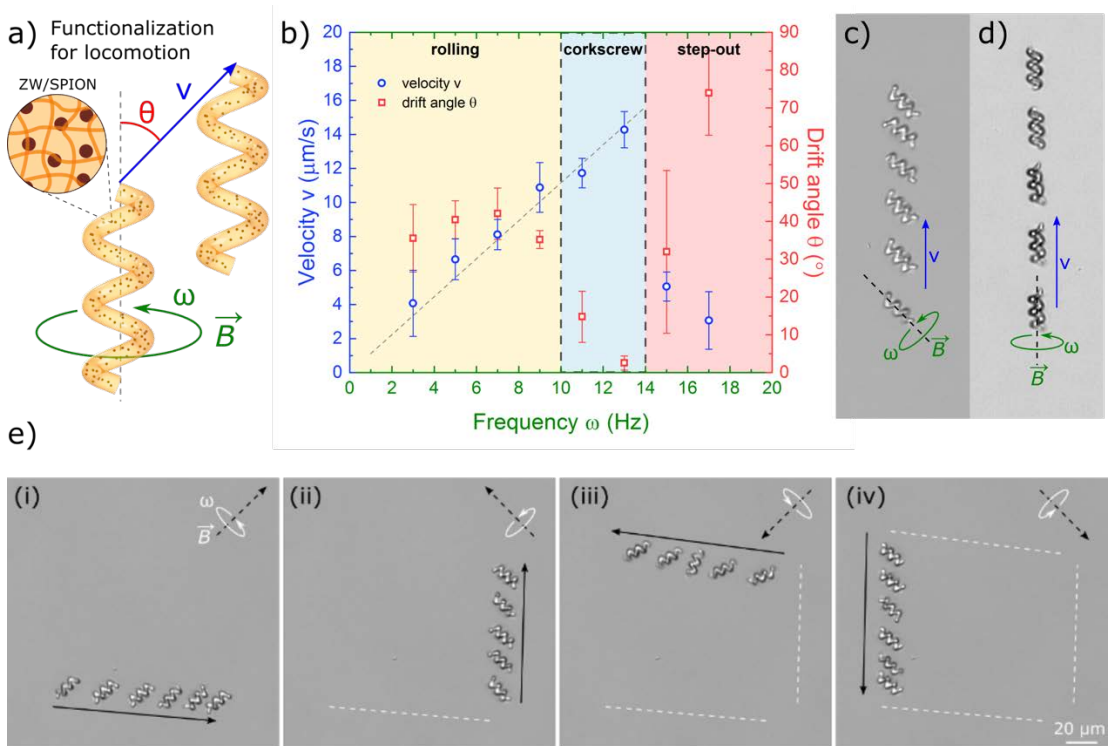 a)
Functionalization
for locomotion
ZW/SPION
θ
v
ω
B
b)
rolling
corkscrew
step-out
velocity v
drift angle θ
Velocity v (μm/s)
20
18
16
14
12
10
8
6
4
2
0
0 2 4 6 8 10 12 14 16 18 20
Frequency ω (Hz)
90
80
70
60
50
40
30
20
10
0
Drift angle θ (°)
c)
v
ω
B
d)
v
ω
B
e)
(i)
ω
B
(ii)
(iii)
(iv)
20 μm